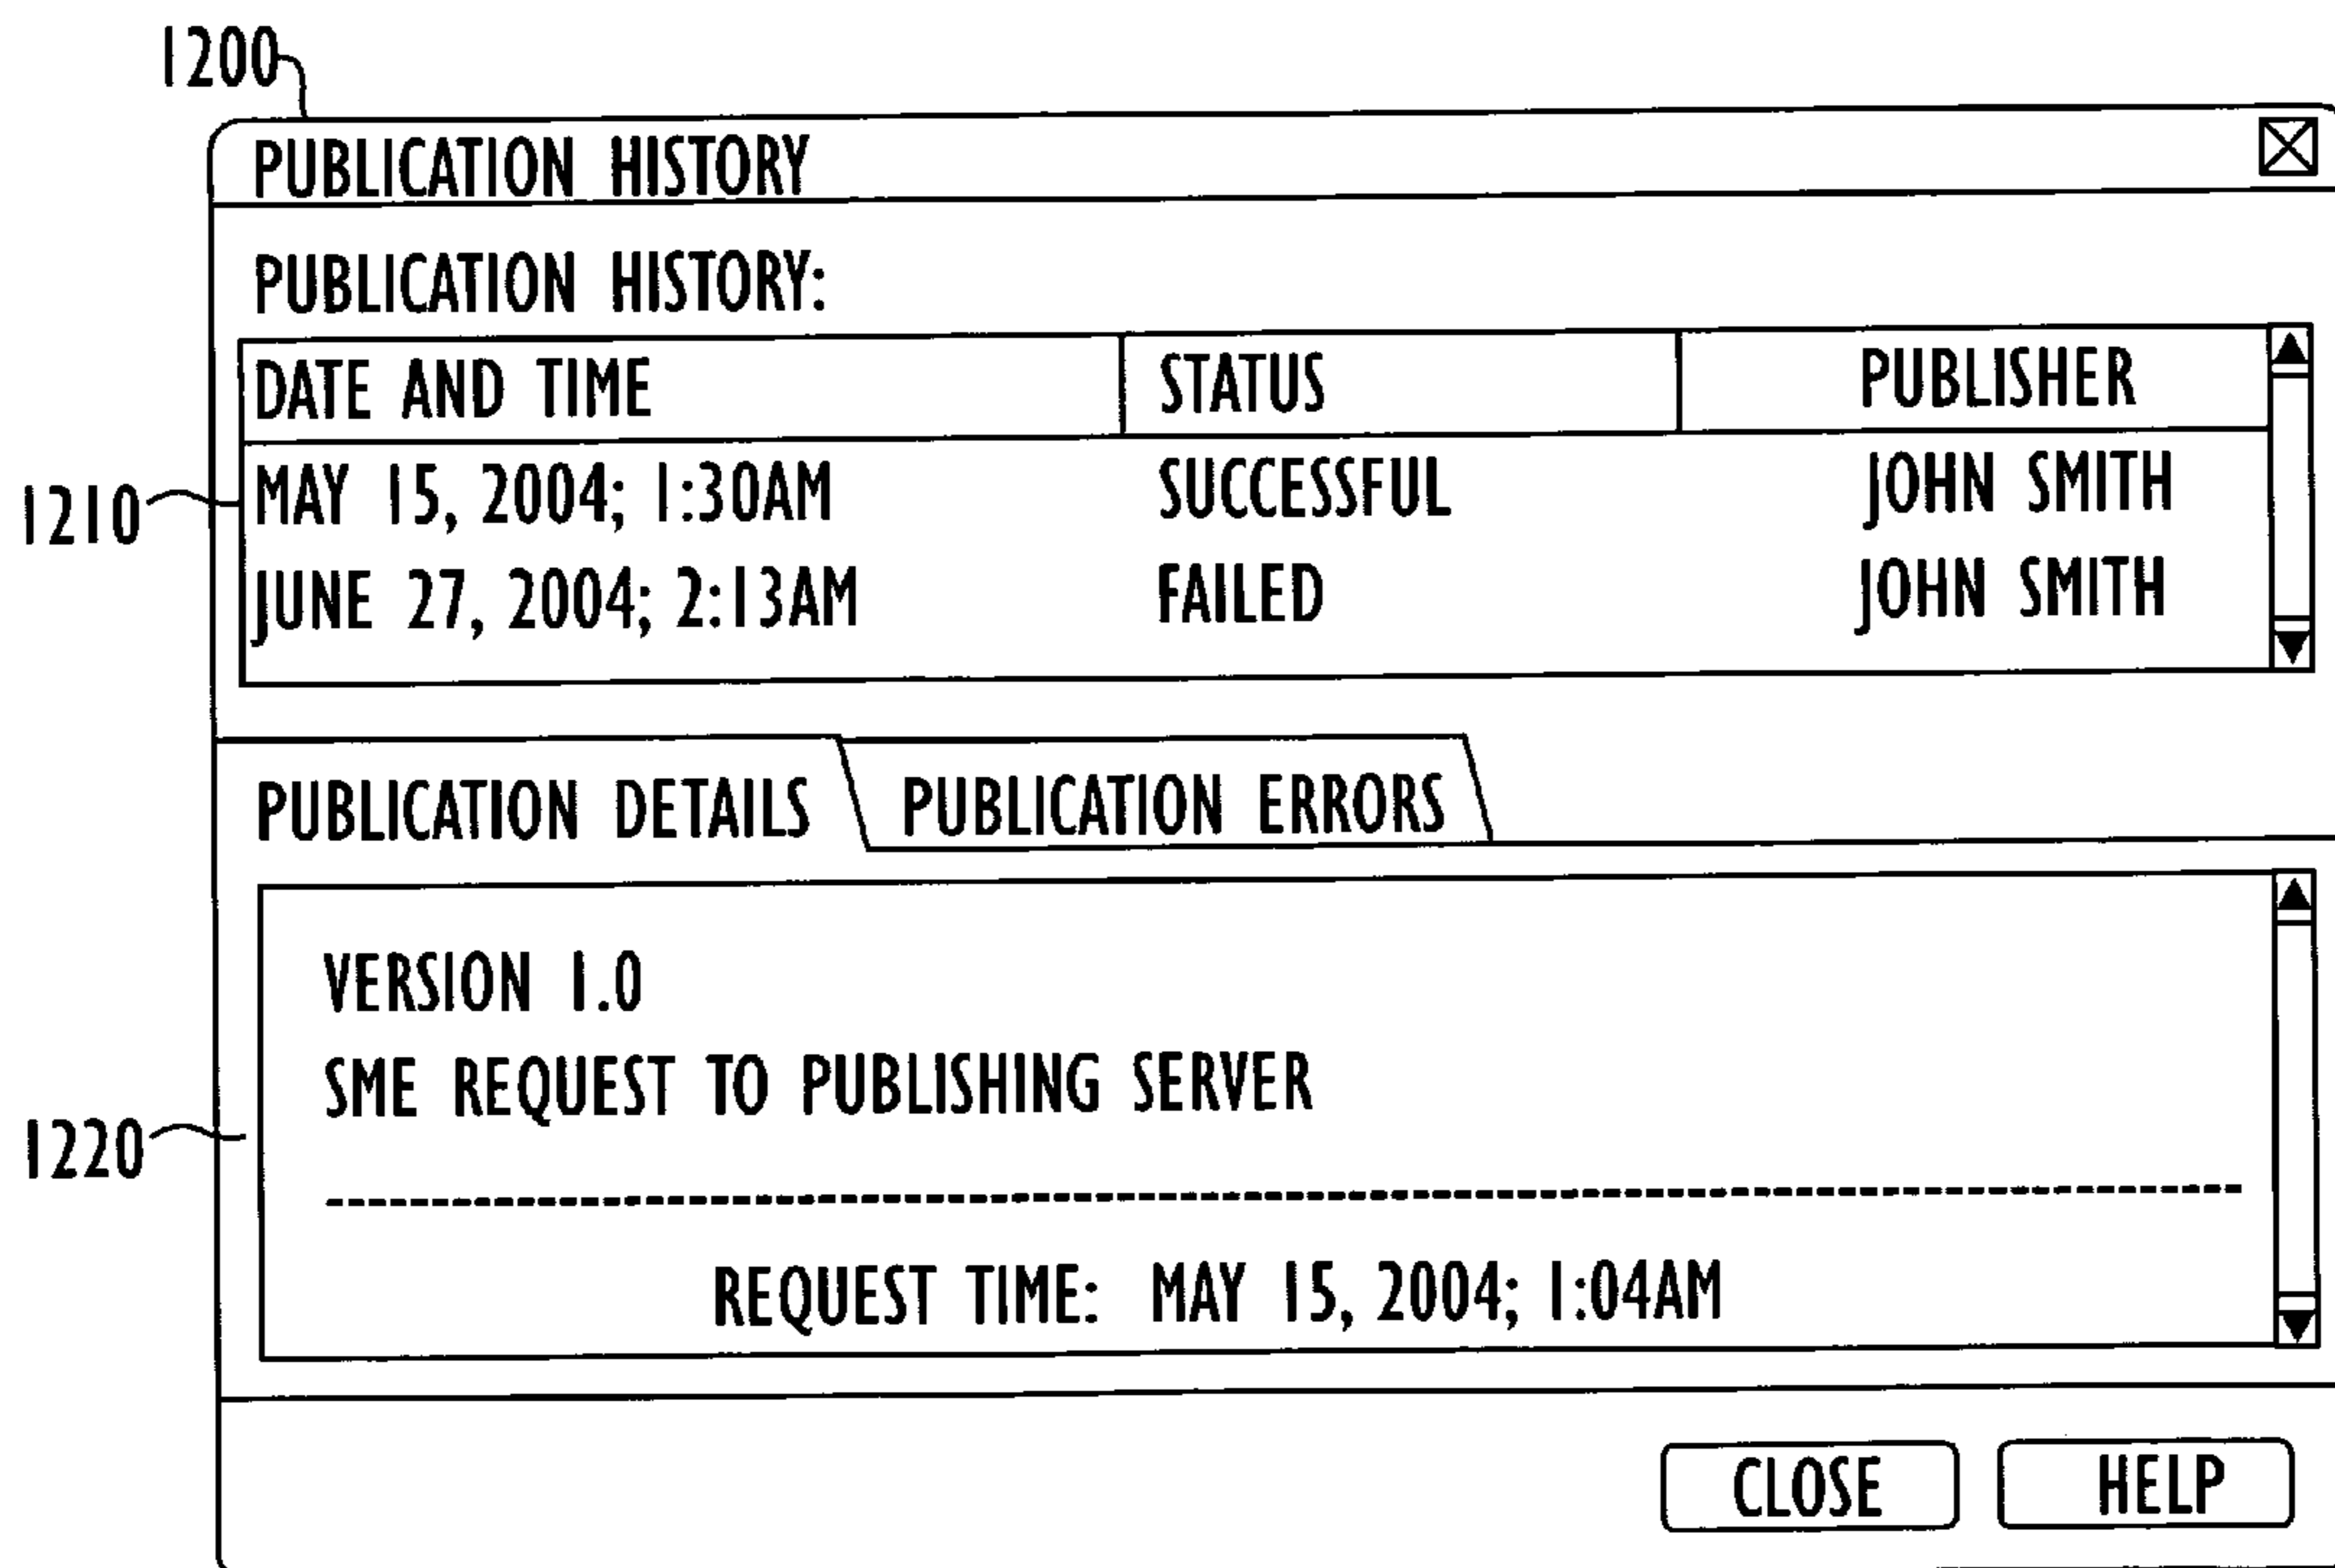 1200
PUBLICATION HISTORY
PUBLICATION HISTORY:
DATE AND TIME STATUS PUBLISHER
1210
MAY 15, 2004; 1:30AM SUCCESSFUL JOHN SMITH
JUNE 27, 2004; 2:13AM FAILED JOHN SMITH
PUBLICATION DETAILS PUBLICATION ERRORS
VERSION 1.0
SME REQUEST TO PUBLISHING SERVER
1220
REQUEST TIME: MAY 15, 2004; 1:04AM
CLOSE HELP